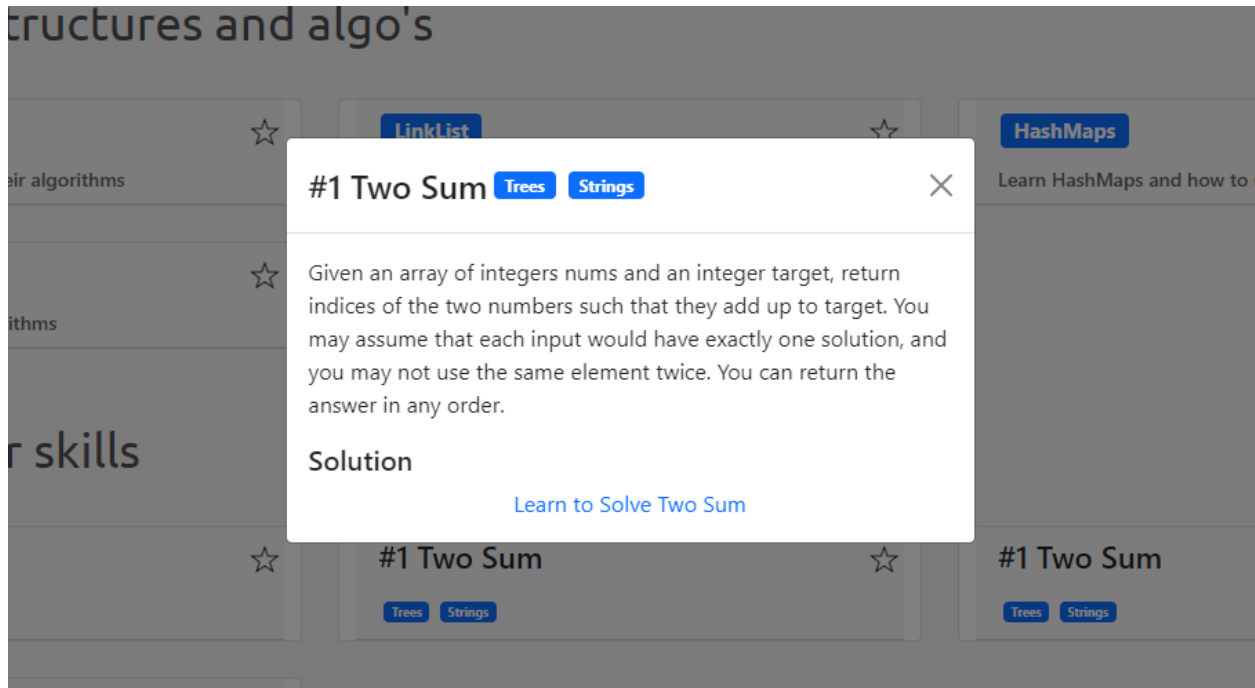 tructures and algo's
LinkList
HashMaps
eir algorithms
Learn HashMaps and how to
#1 Two Sum Trees Strings
Given an array of integers nums and an integer target, return
indices of the two numbers such that they add up to target. You
may assume that each input would have exactly one solution, and
you may not use the same element twice. You can return the
answer in any order.
ithms
r skills
Solution
Learn to Solve Two Sum
#1 Two Sum
Trees Strings
#1 Two Sum
Trees Strings